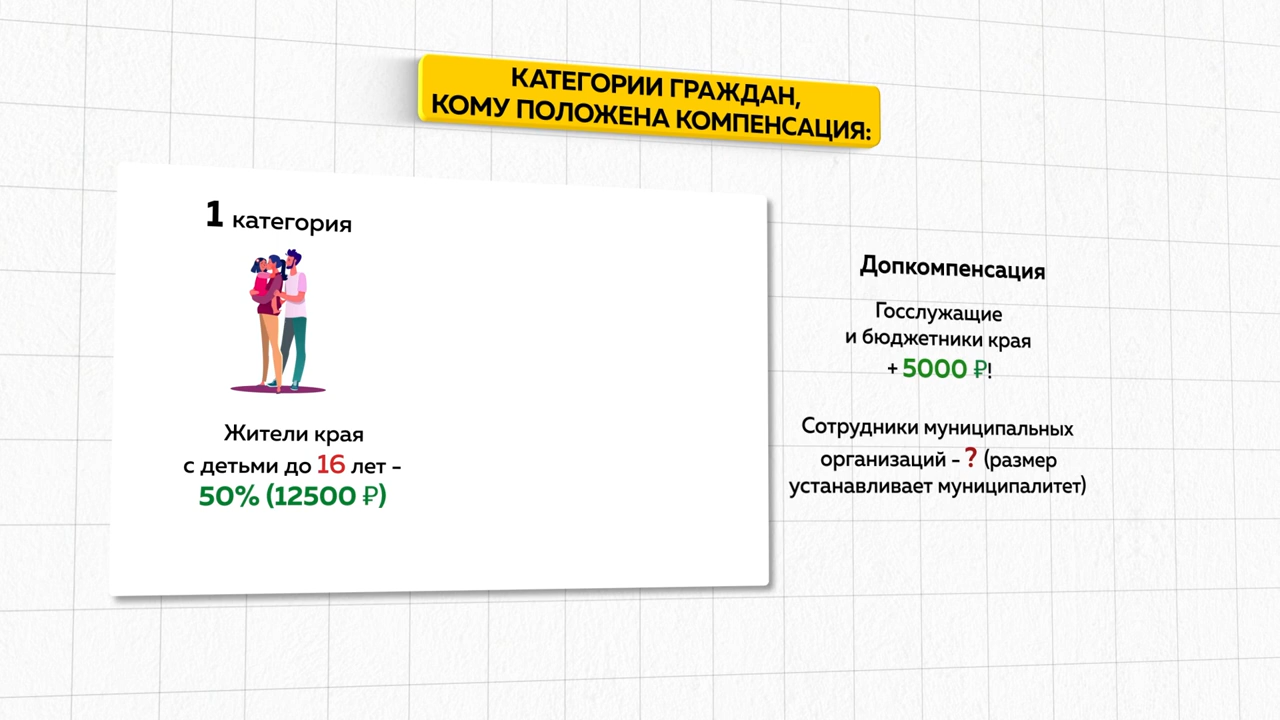 КАТЕГОРИИ ГРАЖДАН,
КОМУ ПОЛОЖЕНА КОМПЕНСАЦИЯ:
1 категория
Жители края
с детьми до 16 лет -
50% (12500 ₽)
Допкомпенсация
Госслужащие
и бюджетники края
+ 5000 ₽!
Сотрудники муниципальных
организаций - ? (размер
устанавливает муниципалитет)